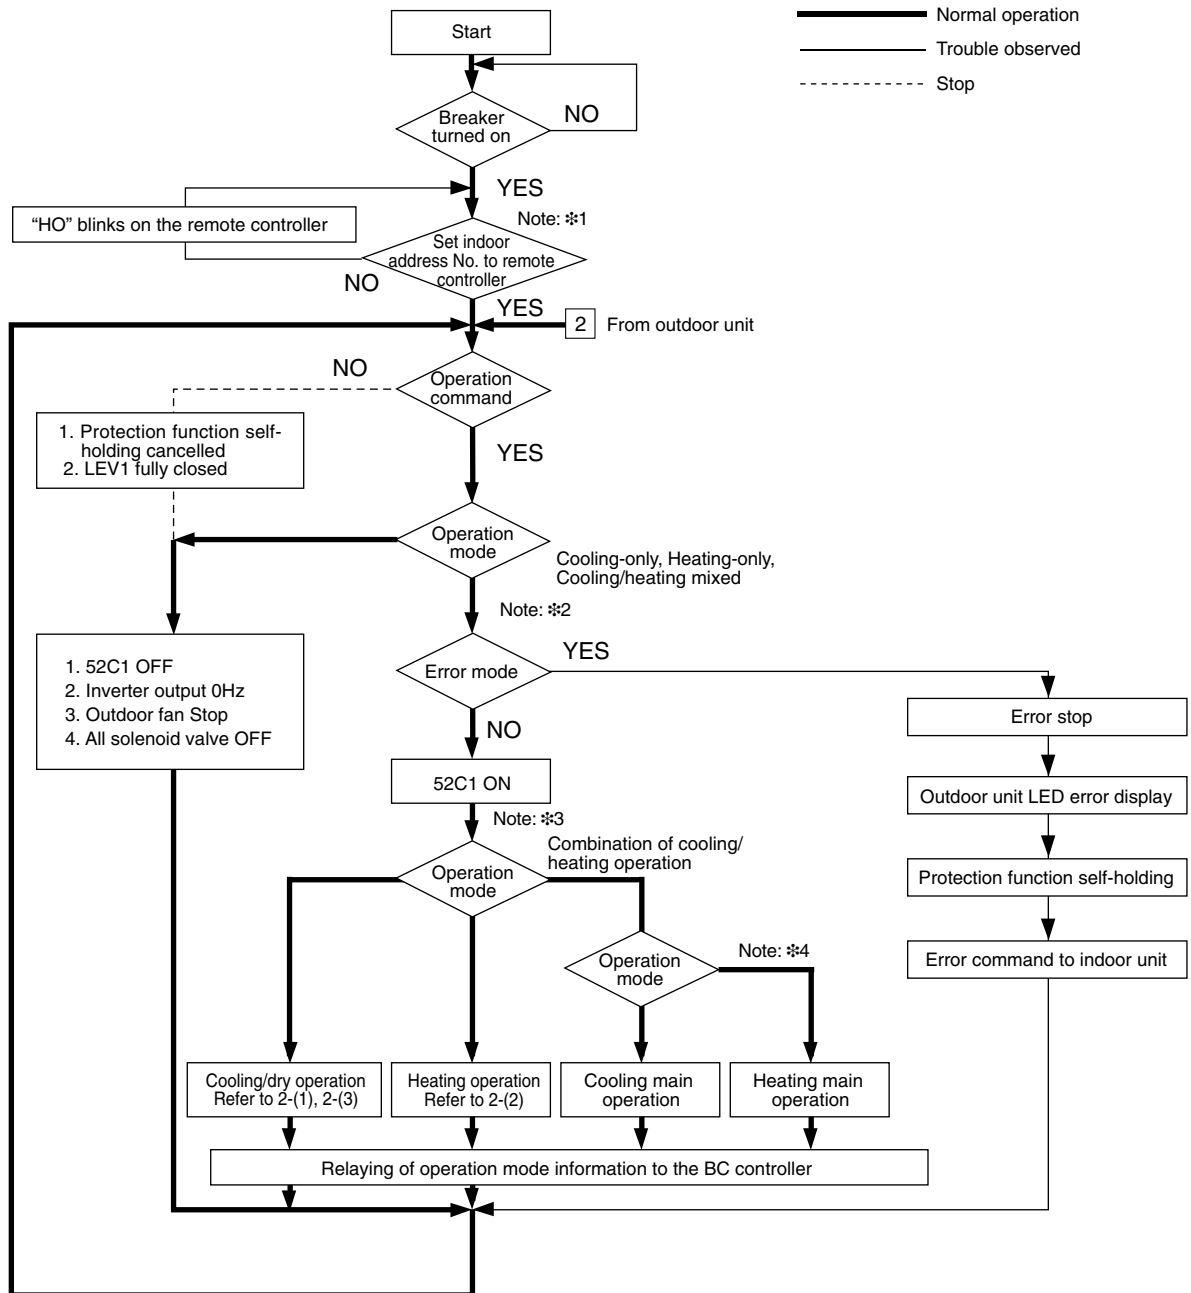 Start
Normal operation
Trouble observed
Stop
Breaker
turned on
NO
YES
"HO" blinks on the remote controller
Note: ✻1
Set indoor
address No. to remote
controller
NO
YES
2
From outdoor unit
NO
Operation
command
1. Protection function self-
holding cancelled
2. LEV1 fully closed
YES
Operation
mode
Cooling-only, Heating-only,
Cooling/heating mixed
Note: ✻2
1. 52C1 OFF
2. Inverter output 0Hz
3. Outdoor fan Stop
4. All solenoid valve OFF
Error mode
YES
NO
Error stop
52C1 ON
Outdoor unit LED error display
Note: ✻3
Combination of cooling/
heating operation
Operation
mode
Protection function self-holding
Note: ✻4
Operation
mode
Error command to indoor unit
Cooling/dry operation
Refer to 2-(1), 2-(3)
Heating operation
Refer to 2-(2)
Cooling main
operation
Heating main
operation
Relaying of operation mode information to the BC controller